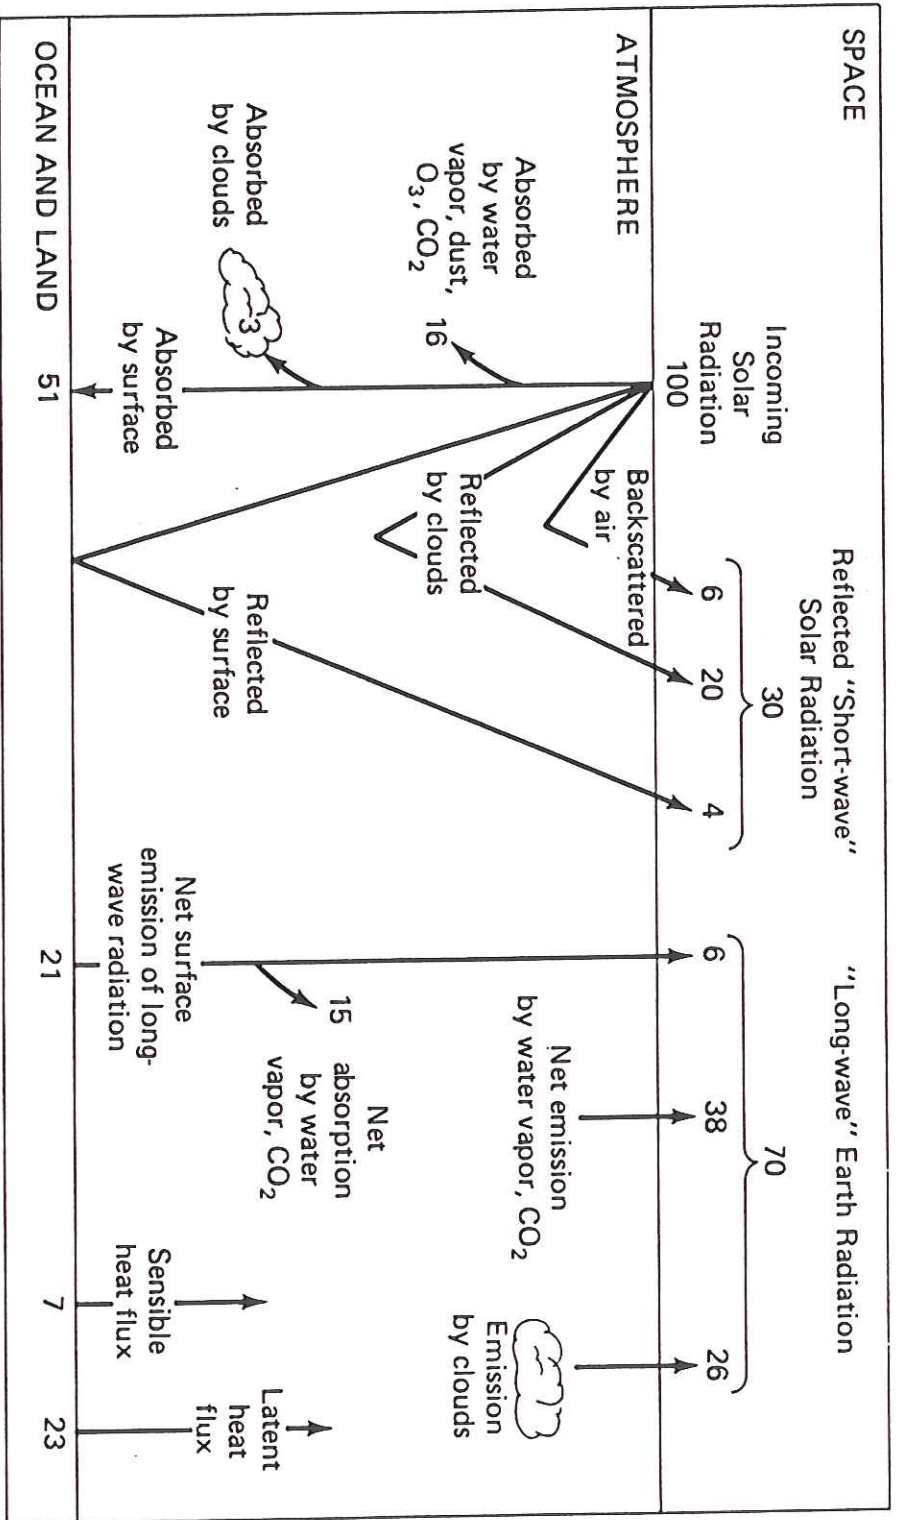 SPACE
Incoming
Solar
Radiation
100
Reflected "Short-wave"
Solar Radiation
30
6
20
4
"Long-wave" Earth Radiation
70
6
38
26
ATMOSPHERE
Backscattered
by air
Absorbed
by water
vapor, dust,
O₃, CO₂
16
Reflected
by clouds
Net emission
by water vapor, CO₂
Emission
by clouds
Absorbed
by clouds
3
Reflected
by surface
15
Net
absorption
by water
vapor, CO₂
Absorbed
by surface
Net surface
emission of long-
wave radiation
Sensible
heat flux
Latent
heat
flux
OCEAN AND LAND
51
21
7
23